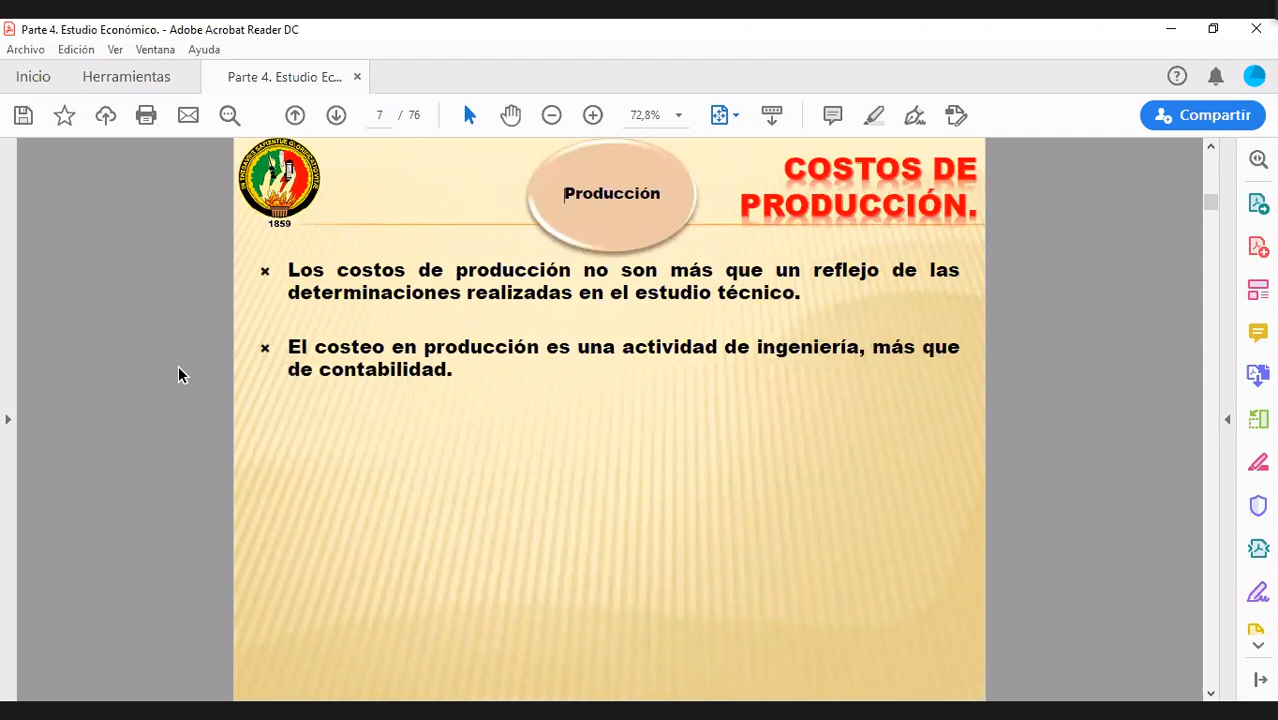 Parte 4. Estudio Económico. - Adobe Acrobat Reader DC
Archivo Edición Ver Ventana Ayuda
Inicio Herramientas Parte 4. Estudio Ec... ×
7 / 76 72,8% Compartir
Producción
COSTOS DE
PRODUCCIÓN.
1859
Los costos de producción no son más que un reflejo de las
determinaciones realizadas en el estudio técnico.
El costeo en producción es una actividad de ingeniería, más que
de contabilidad.